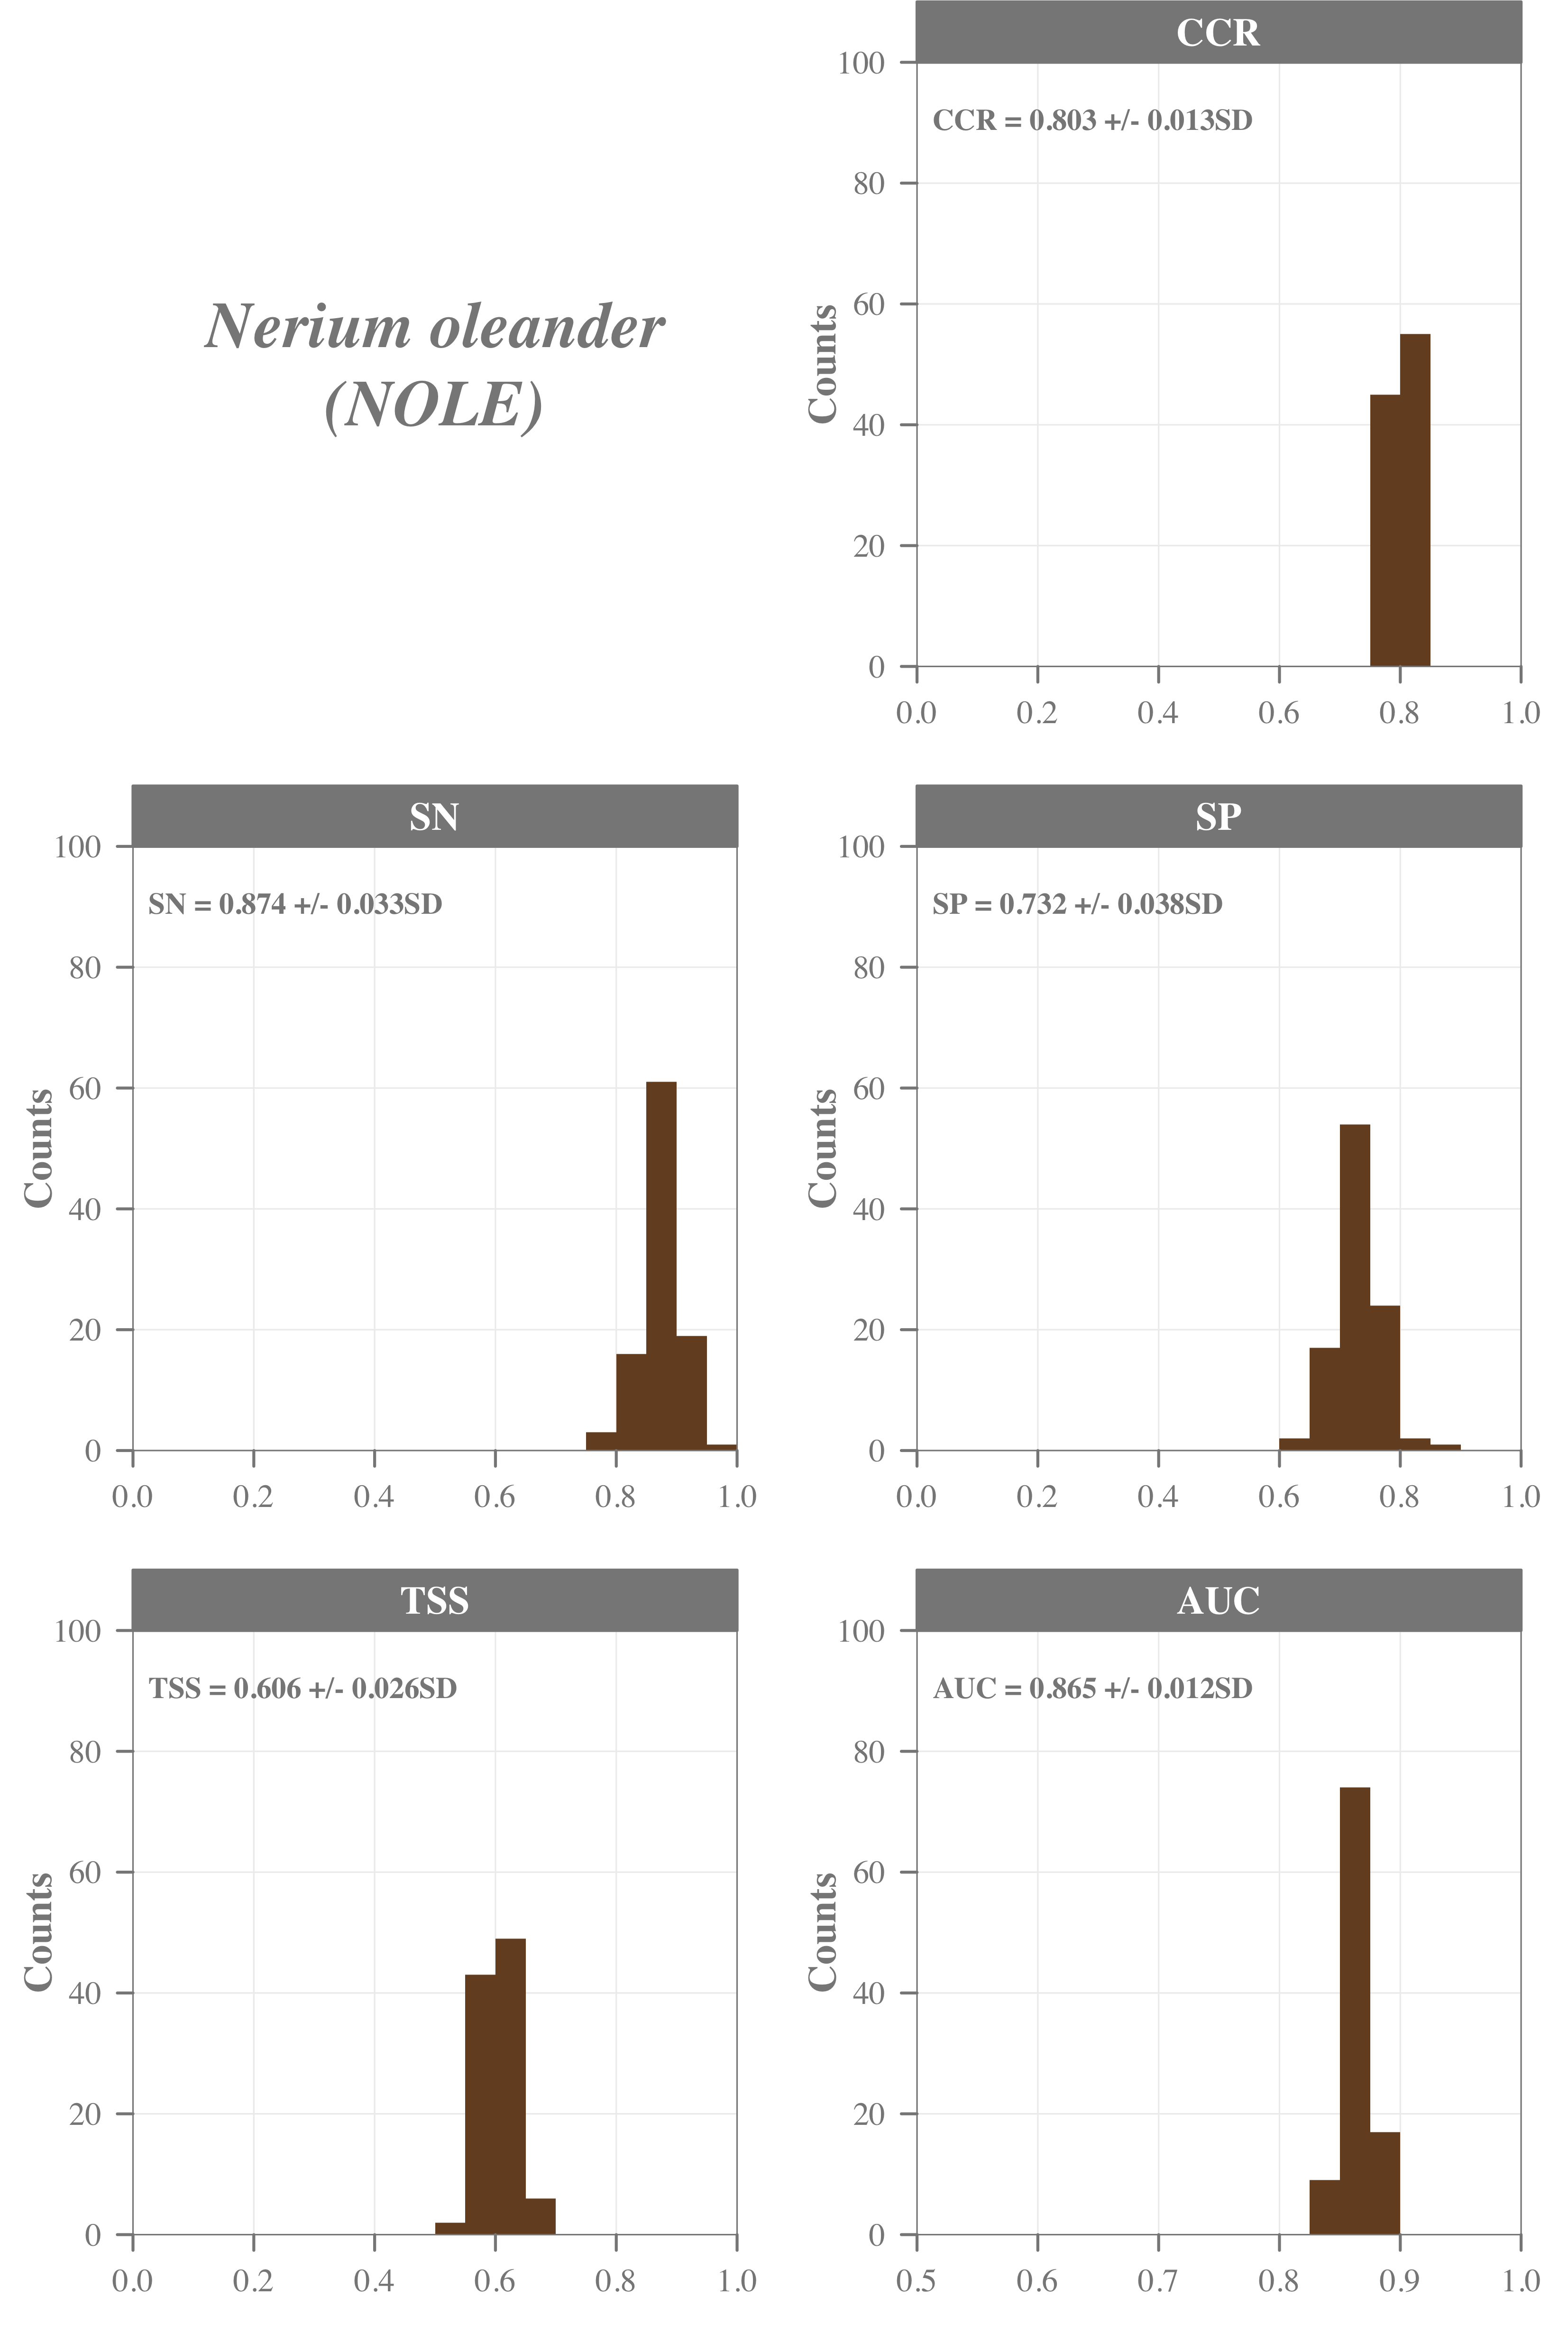 Nerium oleander
(NOLE)
CCR
CCR = 0.803 +/- 0.013SD
Counts
100
80
60
40
20
0
0.0 0.2 0.4 0.6 0.8 1.0
SN
SN = 0.874 +/- 0.033SD
Counts
100
80
60
40
20
0
0.0 0.2 0.4 0.6 0.8 1.0
SP
SP = 0.732 +/- 0.038SD
Counts
100
80
60
40
20
0
0.0 0.2 0.4 0.6 0.8 1.0
TSS
TSS = 0.606 +/- 0.026SD
Counts
100
80
60
40
20
0
0.0 0.2 0.4 0.6 0.8 1.0
AUC
AUC = 0.865 +/- 0.012SD
Counts
100
80
60
40
20
0
0.5 0.6 0.7 0.8 0.9 1.0